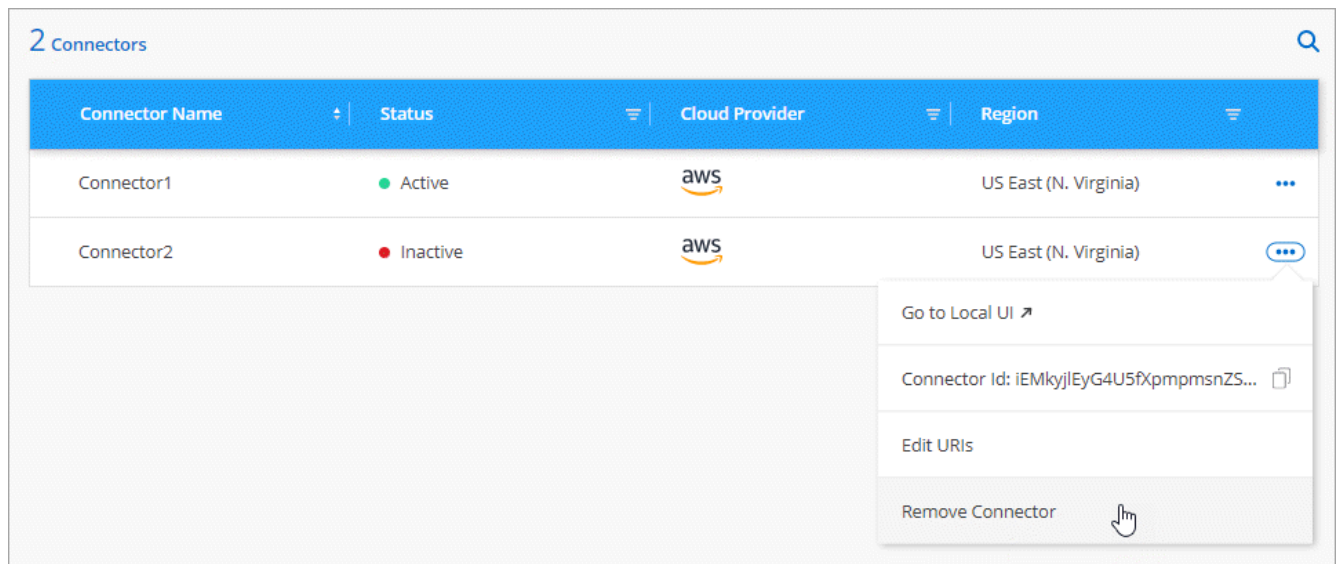 2 Connectors
Connector Name Status Cloud Provider Region
Connector1 Active aws US East (N. Virginia)
Connector2 Inactive aws US East (N. Virginia)
Go to Local UI
Connector Id: iEMkyjlEyG4U5fXpmpmsnZS...
Edit URIs
Remove Connector